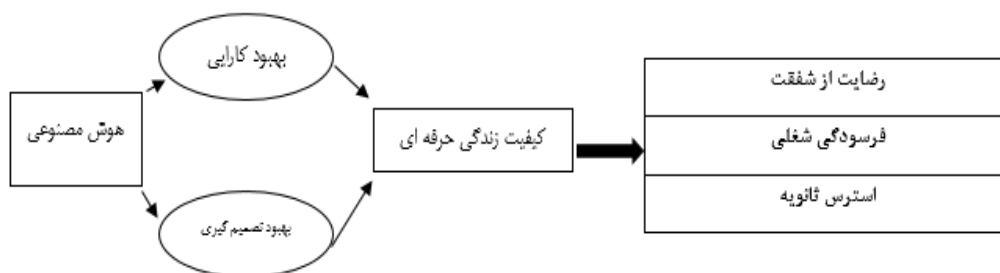 هوش مصنوعی
بهبود کارایی
بهبود تصمیم گیری
کیفیت زندگی حرفه ای
رضایت از شفقت
فرسودگی شغلی
استرس ثانویه